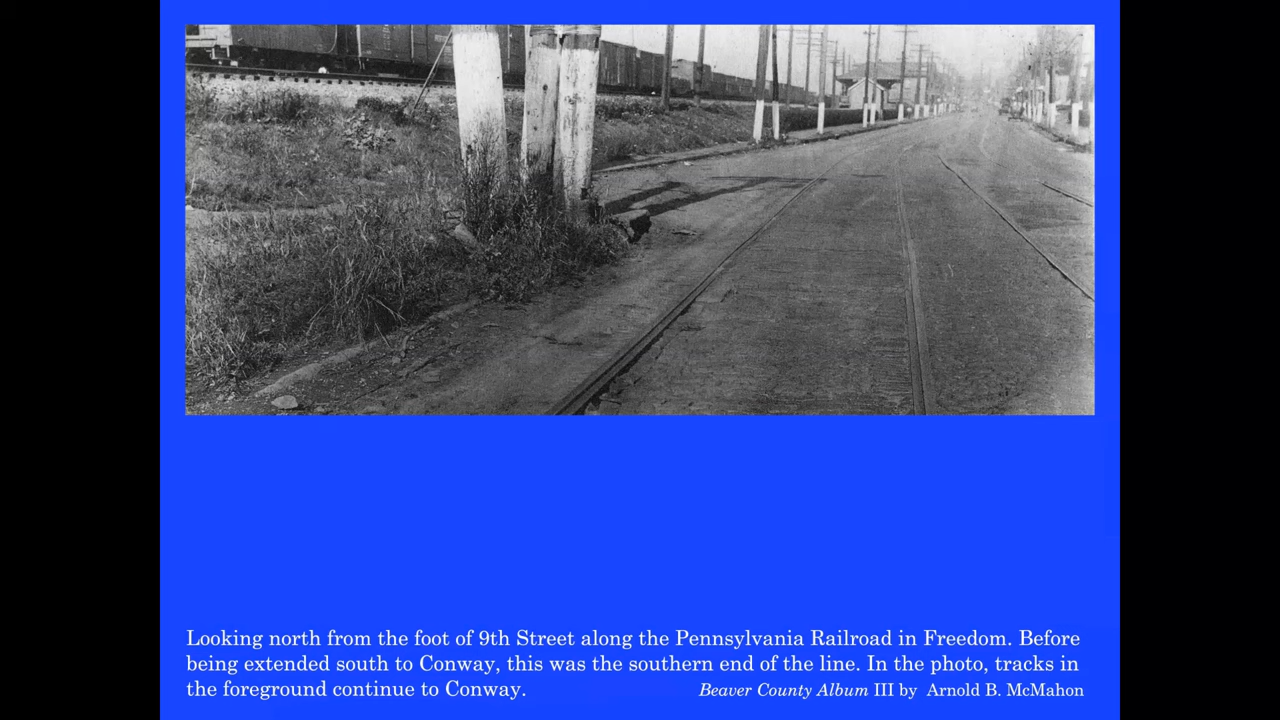 Looking north from the foot of 9th Street along the Pennsylvania Railroad in Freedom. Before
being extended south to Conway, this was the southern end of the line. In the photo, tracks in
the foreground continue to Conway. Beaver County Album III by Arnold B. McMahon